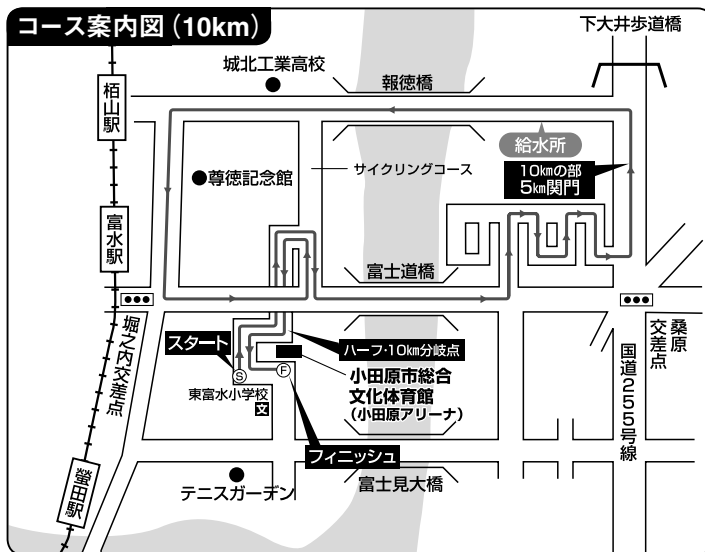 コース案内図（10km）
下大井歩道橋
城北工業高校
報徳橋
栢山駅
給水所
10kmの部
5km関門
サイクリングコース
尊徳記念館
富水駅
富士道橋
堀之内交差点
スタート
ハーフ・10km分岐点
桑原交差点
国道255号線
S
F
東富水小学校
文
小田原市総合
文化体育館
（小田原アリーナ）
フィニッシュ
螢田駅
テニスガーデン
富士見大橋